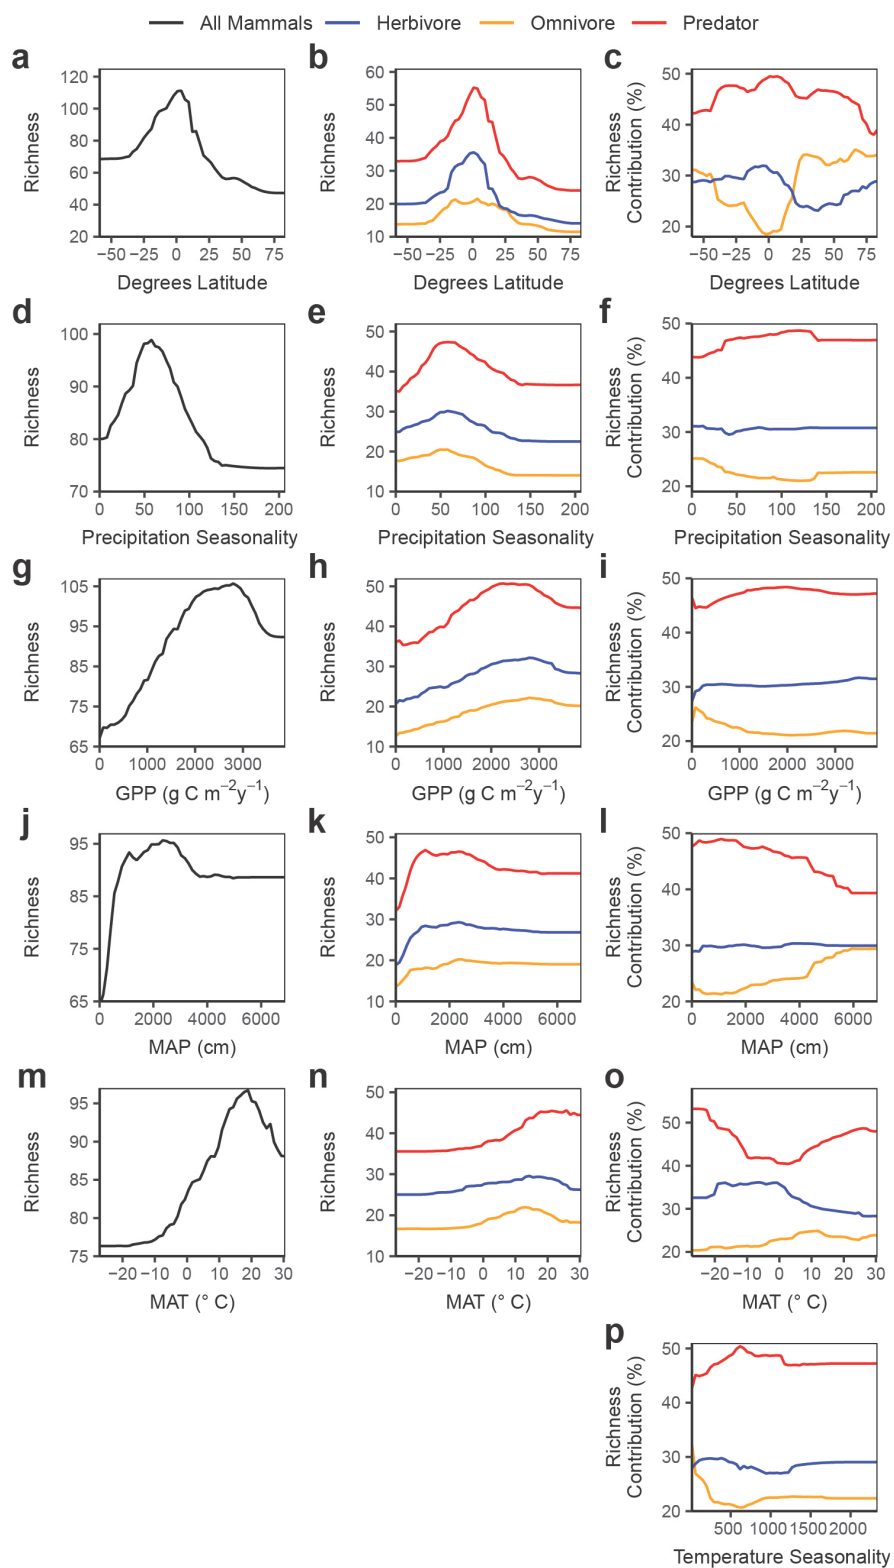 All Mammals Herbivore Omnivore Predator
a b c
Richness
120
100
80
60
40
20
−50 −25 0 25 50 75
Degrees Latitude
Richness
60
50
40
30
20
10
−50 −25 0 25 50 75
Degrees Latitude
Richness
Contribution (%)
50
40
30
20
−50 −25 0 25 50 75
Degrees Latitude
d e f
Richness
100
90
80
70
0 50 100 150 200
Precipitation Seasonality
Richness
50
40
30
20
10
0 50 100 150 200
Precipitation Seasonality
Richness
Contribution (%)
50
40
30
20
0 50 100 150 200
Precipitation Seasonality
g h i
Richness
105
95
85
75
65
0 1000 2000 3000
GPP (g C m−2y−1)
Richness
50
40
30
20
10
0 1000 2000 3000
GPP (g C m−2y−1)
Richness
Contribution (%)
50
40
30
20
0 1000 2000 3000
GPP (g C m−2y−1)
j k l
Richness
95
85
75
65
0 2000 4000 6000
MAP (cm)
Richness
50
40
30
20
10
0 2000 4000 6000
MAP (cm)
Richness
Contribution (%)
50
40
30
20
0 2000 4000 6000
MAP (cm)
m n o
Richness
95
90
85
80
75
−20 −10 0 10 20 30
MAT (° C)
Richness
50
40
30
20
10
−20 −10 0 10 20 30
MAT (° C)
Richness
Contribution (%)
50
40
30
20
−20 −10 0 10 20 30
MAT (° C)
p
Richness
Contribution (%)
50
40
30
20
500 1000 1500 2000
Temperature Seasonality